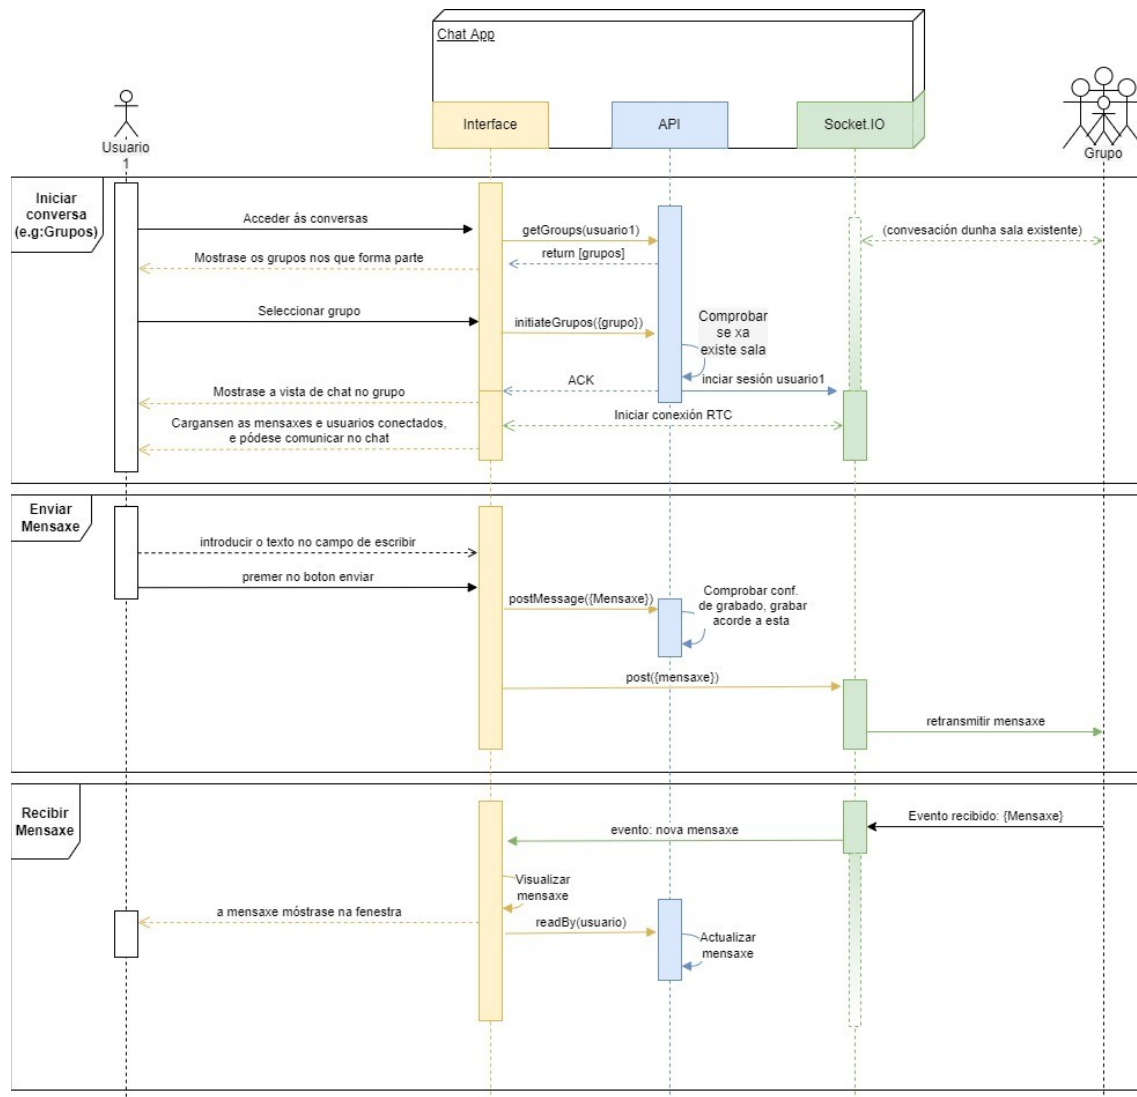 Chat App
Interface
API
Socket.IO
Usuario
1
Grupo
Iniciar
conversa
(e.g:Grupos)
Acceder ás conversas
getGroups(usuario1)
(convesación dunha sala existente)
return [grupos]
Mostrase os grupos nos que forma parte
Seleccionar grupo
initiateGrupos({grupo})
Comprobar
se xa
existe sala
ACK
inciar sesión usuario1
Mostrase a vista de chat no grupo
Iniciar conexión RTC
Cargansen as mensaxes e usuarios conectados,
e pódese comunicar no chat
Enviar
Mensaxe
introducir o texto no campo de escribir
premer no boton enviar
postMessage({Mensaxe})
Comprobar conf.
de grabado, grabar
acorde a esta
post({mensaxe})
retransmitir mensaxe
Recibir
Mensaxe
Evento recibido: {Mensaxe}
evento: nova mensaxe
Visualizar
mensaxe
a mensaxe móstrase na fenestra
readBy(usuario)
Actualizar
mensaxe